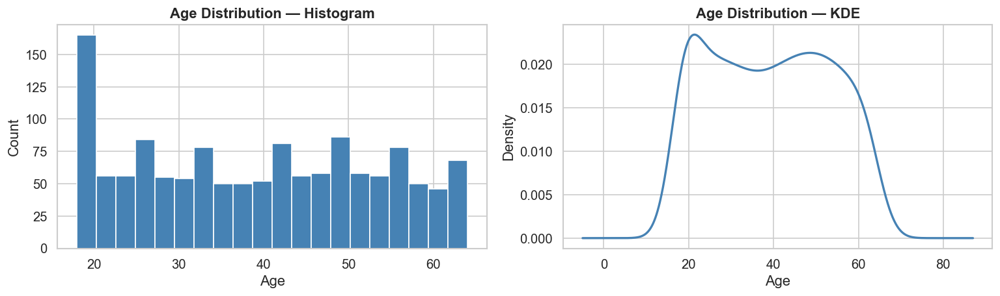 Age Distribution — Histogram
Count
150
125
100
75
50
25
0
20 30 40 50 60
Age
Age Distribution — KDE
Density
0.020
0.015
0.010
0.005
0.000
0 20 40 60 80
Age